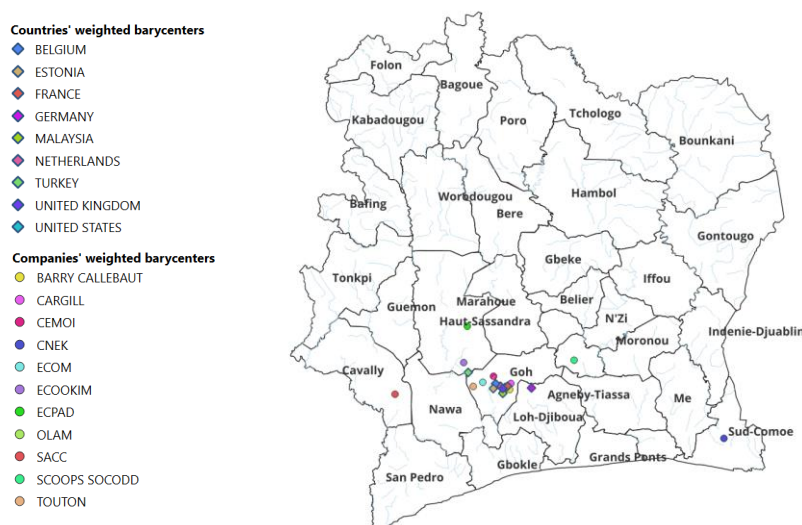 Countries' weighted barycenters
BELGIUM
ESTONIA
FRANCE
GERMANY
MALAYSIA
NETHERLANDS
TURKEY
UNITED KINGDOM
UNITED STATES
Companies' weighted barycenters
BARRY CALLEBAUT
CARGILL
CEMOI
CNEK
ECOM
ECOOKIM
ECPAD
OLAM
SACC
SCOOPS SOCODD
TOUTON
Folon
Bagoue
Kabadougou
Poro
Tchologo
Bounkani
Bafing
Worodougou
Bere
Hambol
Gontougo
Tonkpi
Gbeke
Iffou
Guemon
Marahoue
Belier
Haut-Sassandra
N'Zi
Indenie-Djuablin
Moronou
Cavally
Goh
Nawa
Agneby-Tiassa
Me
Loh-Djiboua
Sud-Comoe
San Pedro
Gbokle
Grands Ponts